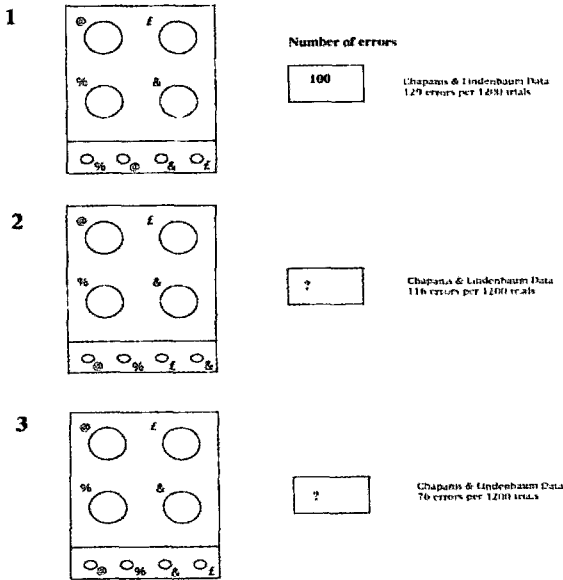 1
@ £
% &
% @ & £
Number of errors
100
Chapanis & Lindenbaum Data
129 errors per 1200 trials
2
@ £
% &
@ % £ &
?
Chapanis & Lindenbaum Data
116 errors per 1200 trials
3
@ £
% &
@ % & £
?
Chapanis & Lindenbaum Data
76 errors per 1200 trials